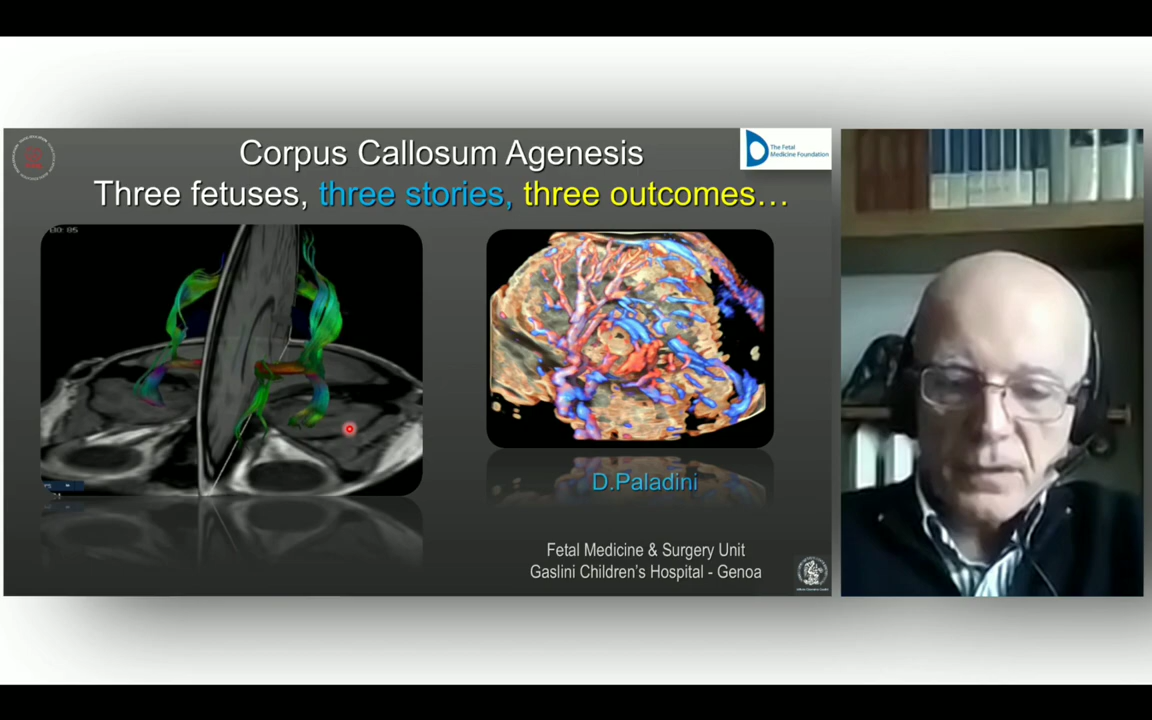 Corpus Callosum Agenesis
Three fetuses, three stories, three outcomes…
The Fetal
Medicine Foundation
D.Paladini
Fetal Medicine & Surgery Unit
Gaslini Children's Hospital - Genoa